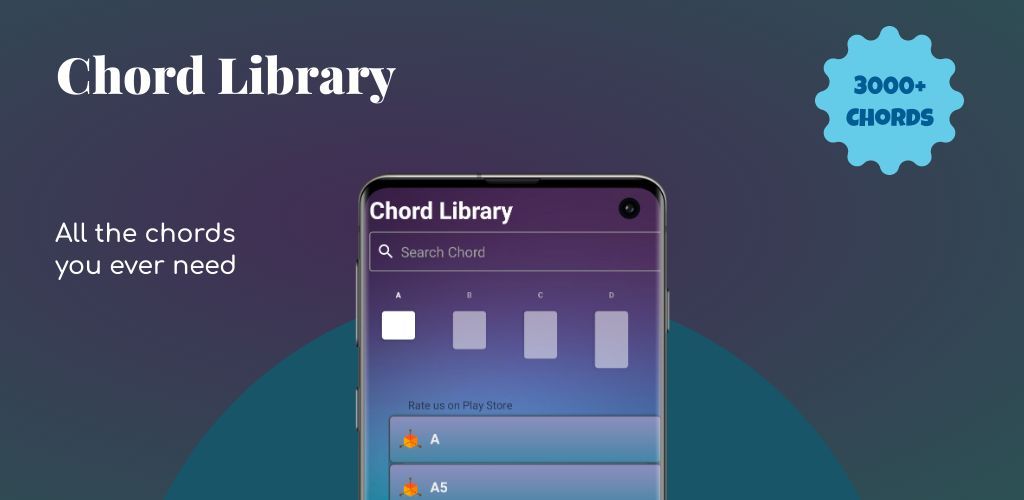 Chord Library
3000+
CHORDS
All the chords
you ever need
Chord Library
Search Chord
A B C D
Rate us on Play Store
A
A5